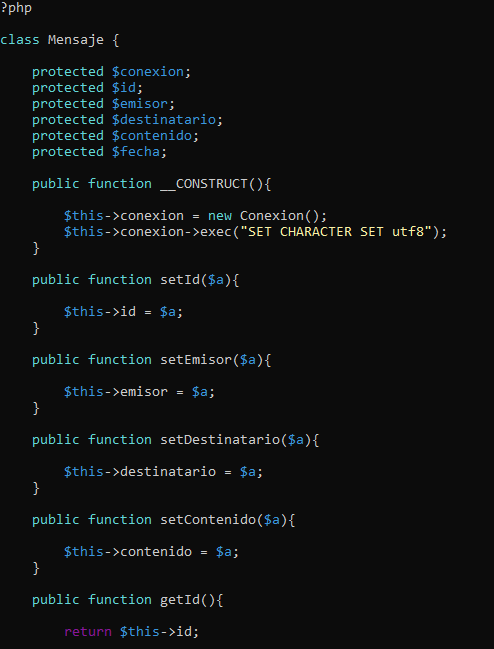 ?php
class Mensaje {
protected $conexion;
protected $id;
protected $emisor;
protected $destinatario;
protected $contenido;
protected $fecha;
public function __CONSTRUCT(){
$this->conexion = new Conexion();
$this->conexion->exec("SET CHARACTER SET utf8");
}
public function setId($a){
$this->id = $a;
}
public function setEmisor($a){
$this->emisor = $a;
}
public function setDestinatario($a){
$this->destinatario = $a;
}
public function setContenido($a){
$this->contenido = $a;
}
public function getId(){
return $this->id;